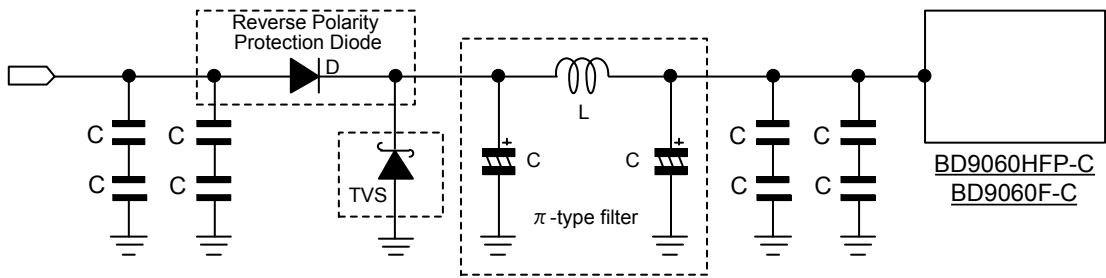 Reverse Polarity
Protection Diode
D
C
C
C
C
TVS
+
C
L
+
C
π-type filter
C
C
C
C
BD9060HFP-C
BD9060F-C